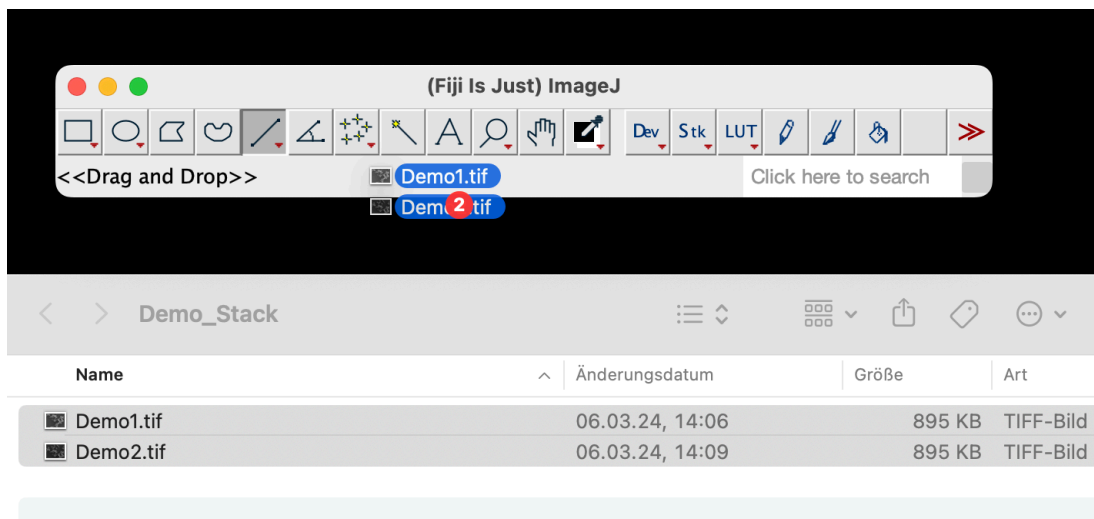 (Fiji Is Just) ImageJ
A Dev Stk LUT
<<Drag and Drop>> Demo1.tif Click here to search
2 tif
Demo_Stack
Name Änderungsdatum Größe Art
Demo1.tif 06.03.24, 14:06 895 KB TIFF-Bild
Demo2.tif 06.03.24, 14:09 895 KB TIFF-Bild